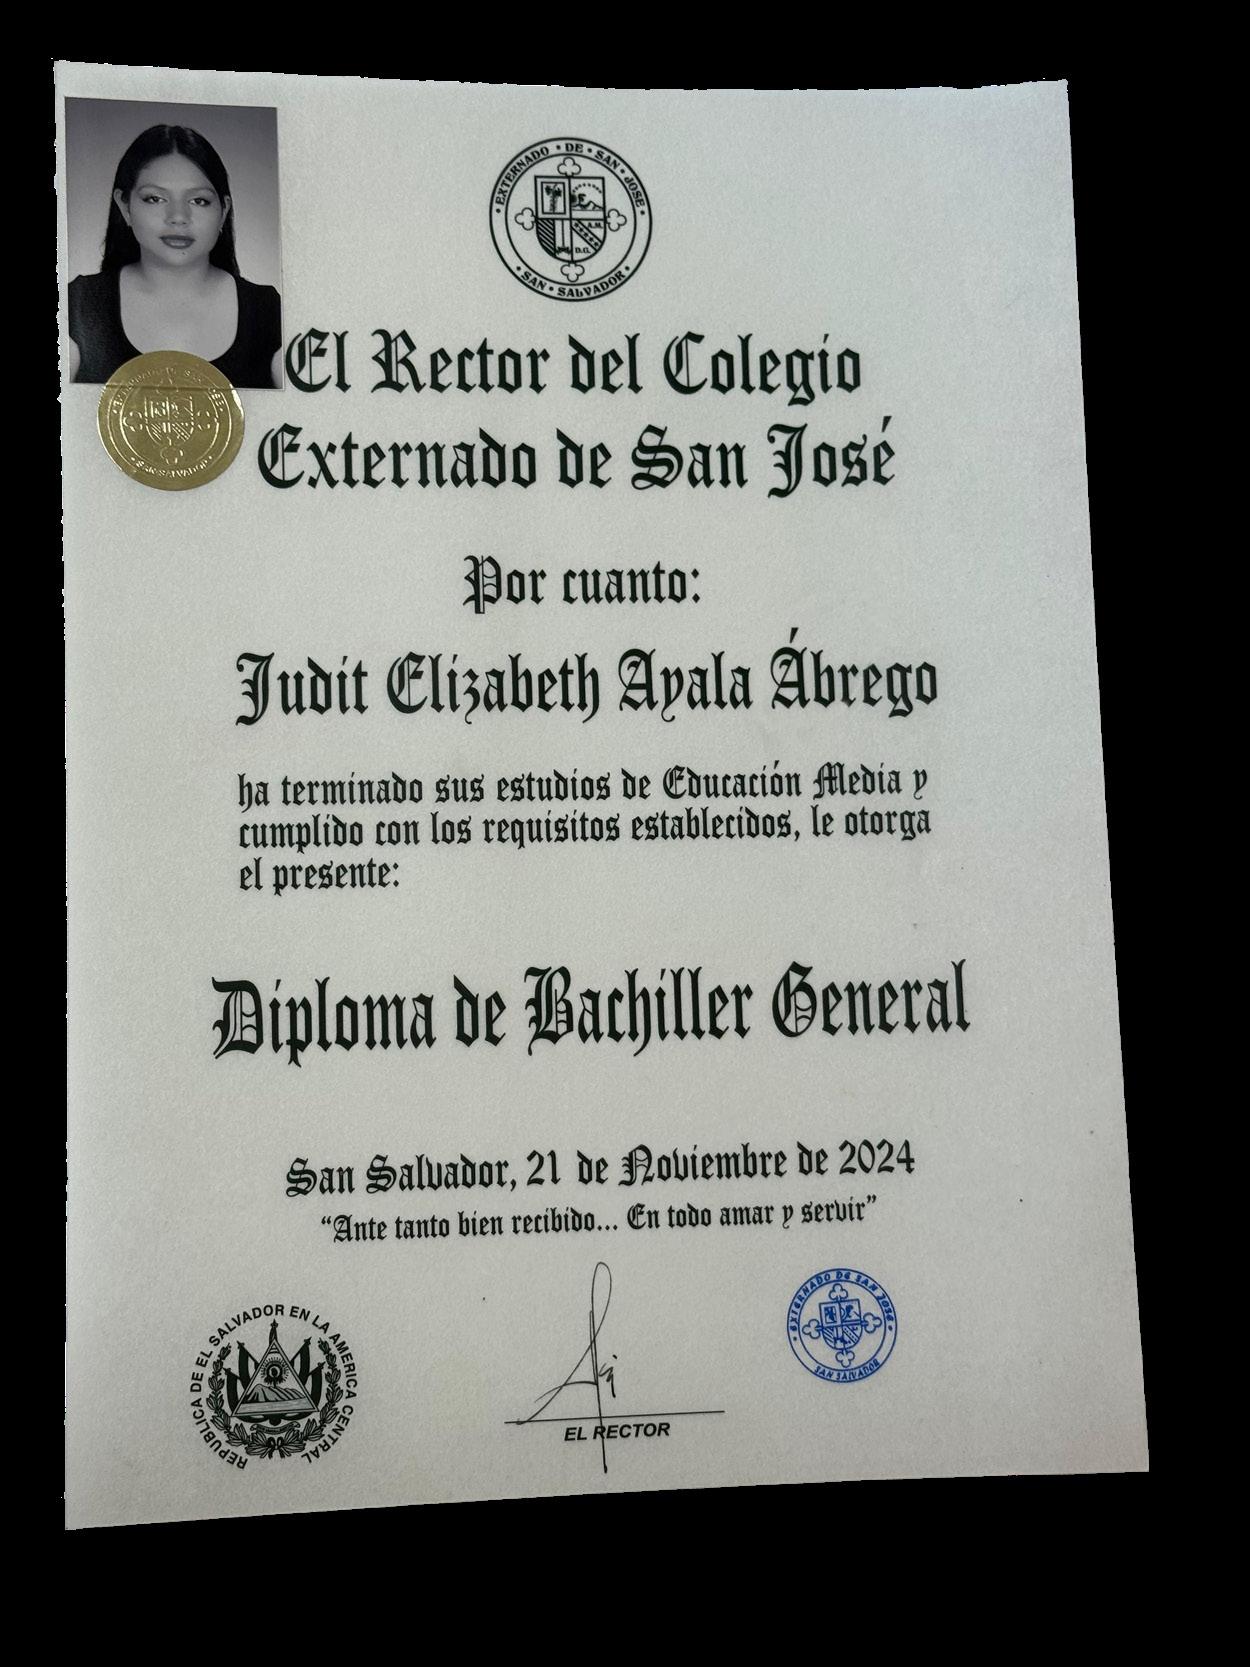 EXTERNADO • DE • SAN • JOSE •
A.M.
D.G.
• SAN • SALVADOR •
El Rector del Colegio
Externado de San José
SAN SALVADOR
Por cuanto:
Judit Elizabeth Ayala Ábrego
ha terminado sus estudios de Educación Media y
cumplido con los requisitos establecidos, le otorga
el presente:
Diploma de Bachiller General
San Salvador, 21 de Noviembre de 2024
“Ante tanto bien recibido... En todo amar y servir”
REPUBLICA DE EL SALVADOR EN LA AMERICA CENTRAL
EL RECTOR
• EXTERNADO DE SAN JOSE •
SAN SALVADOR